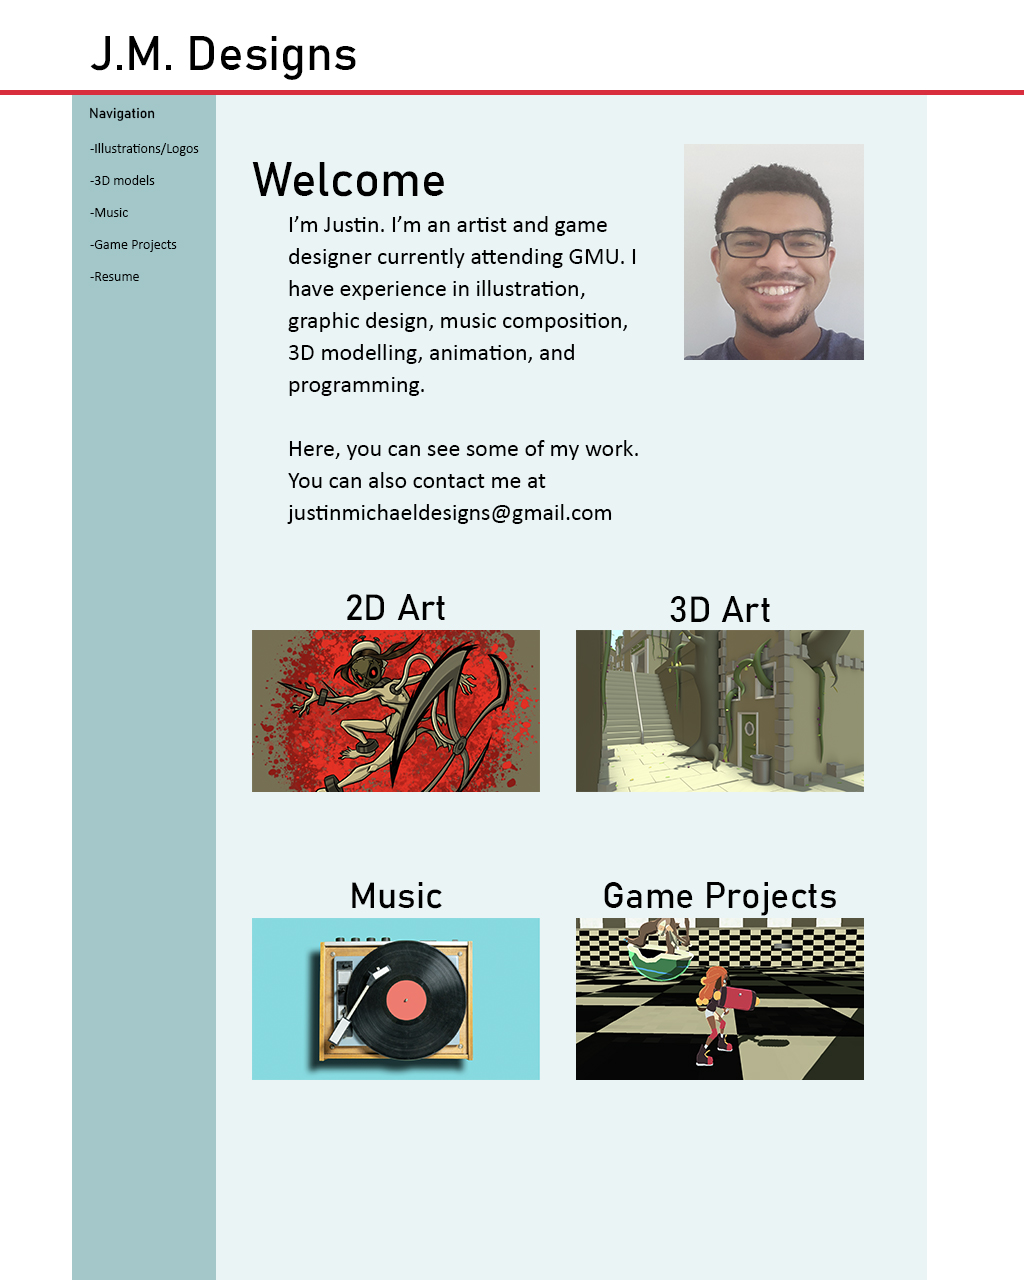 J.M. Designs
Navigation
-Illustrations/Logos
-3D models
-Music
-Game Projects
-Resume
Welcome
I’m Justin. I’m an artist and game
designer currently attending GMU. I
have experience in illustration,
graphic design, music composition,
3D modelling, animation, and
programming.
Here, you can see some of my work.
You can also contact me at
justinmichaeldesigns@gmail.com
2D Art
3D Art
Music
Game Projects